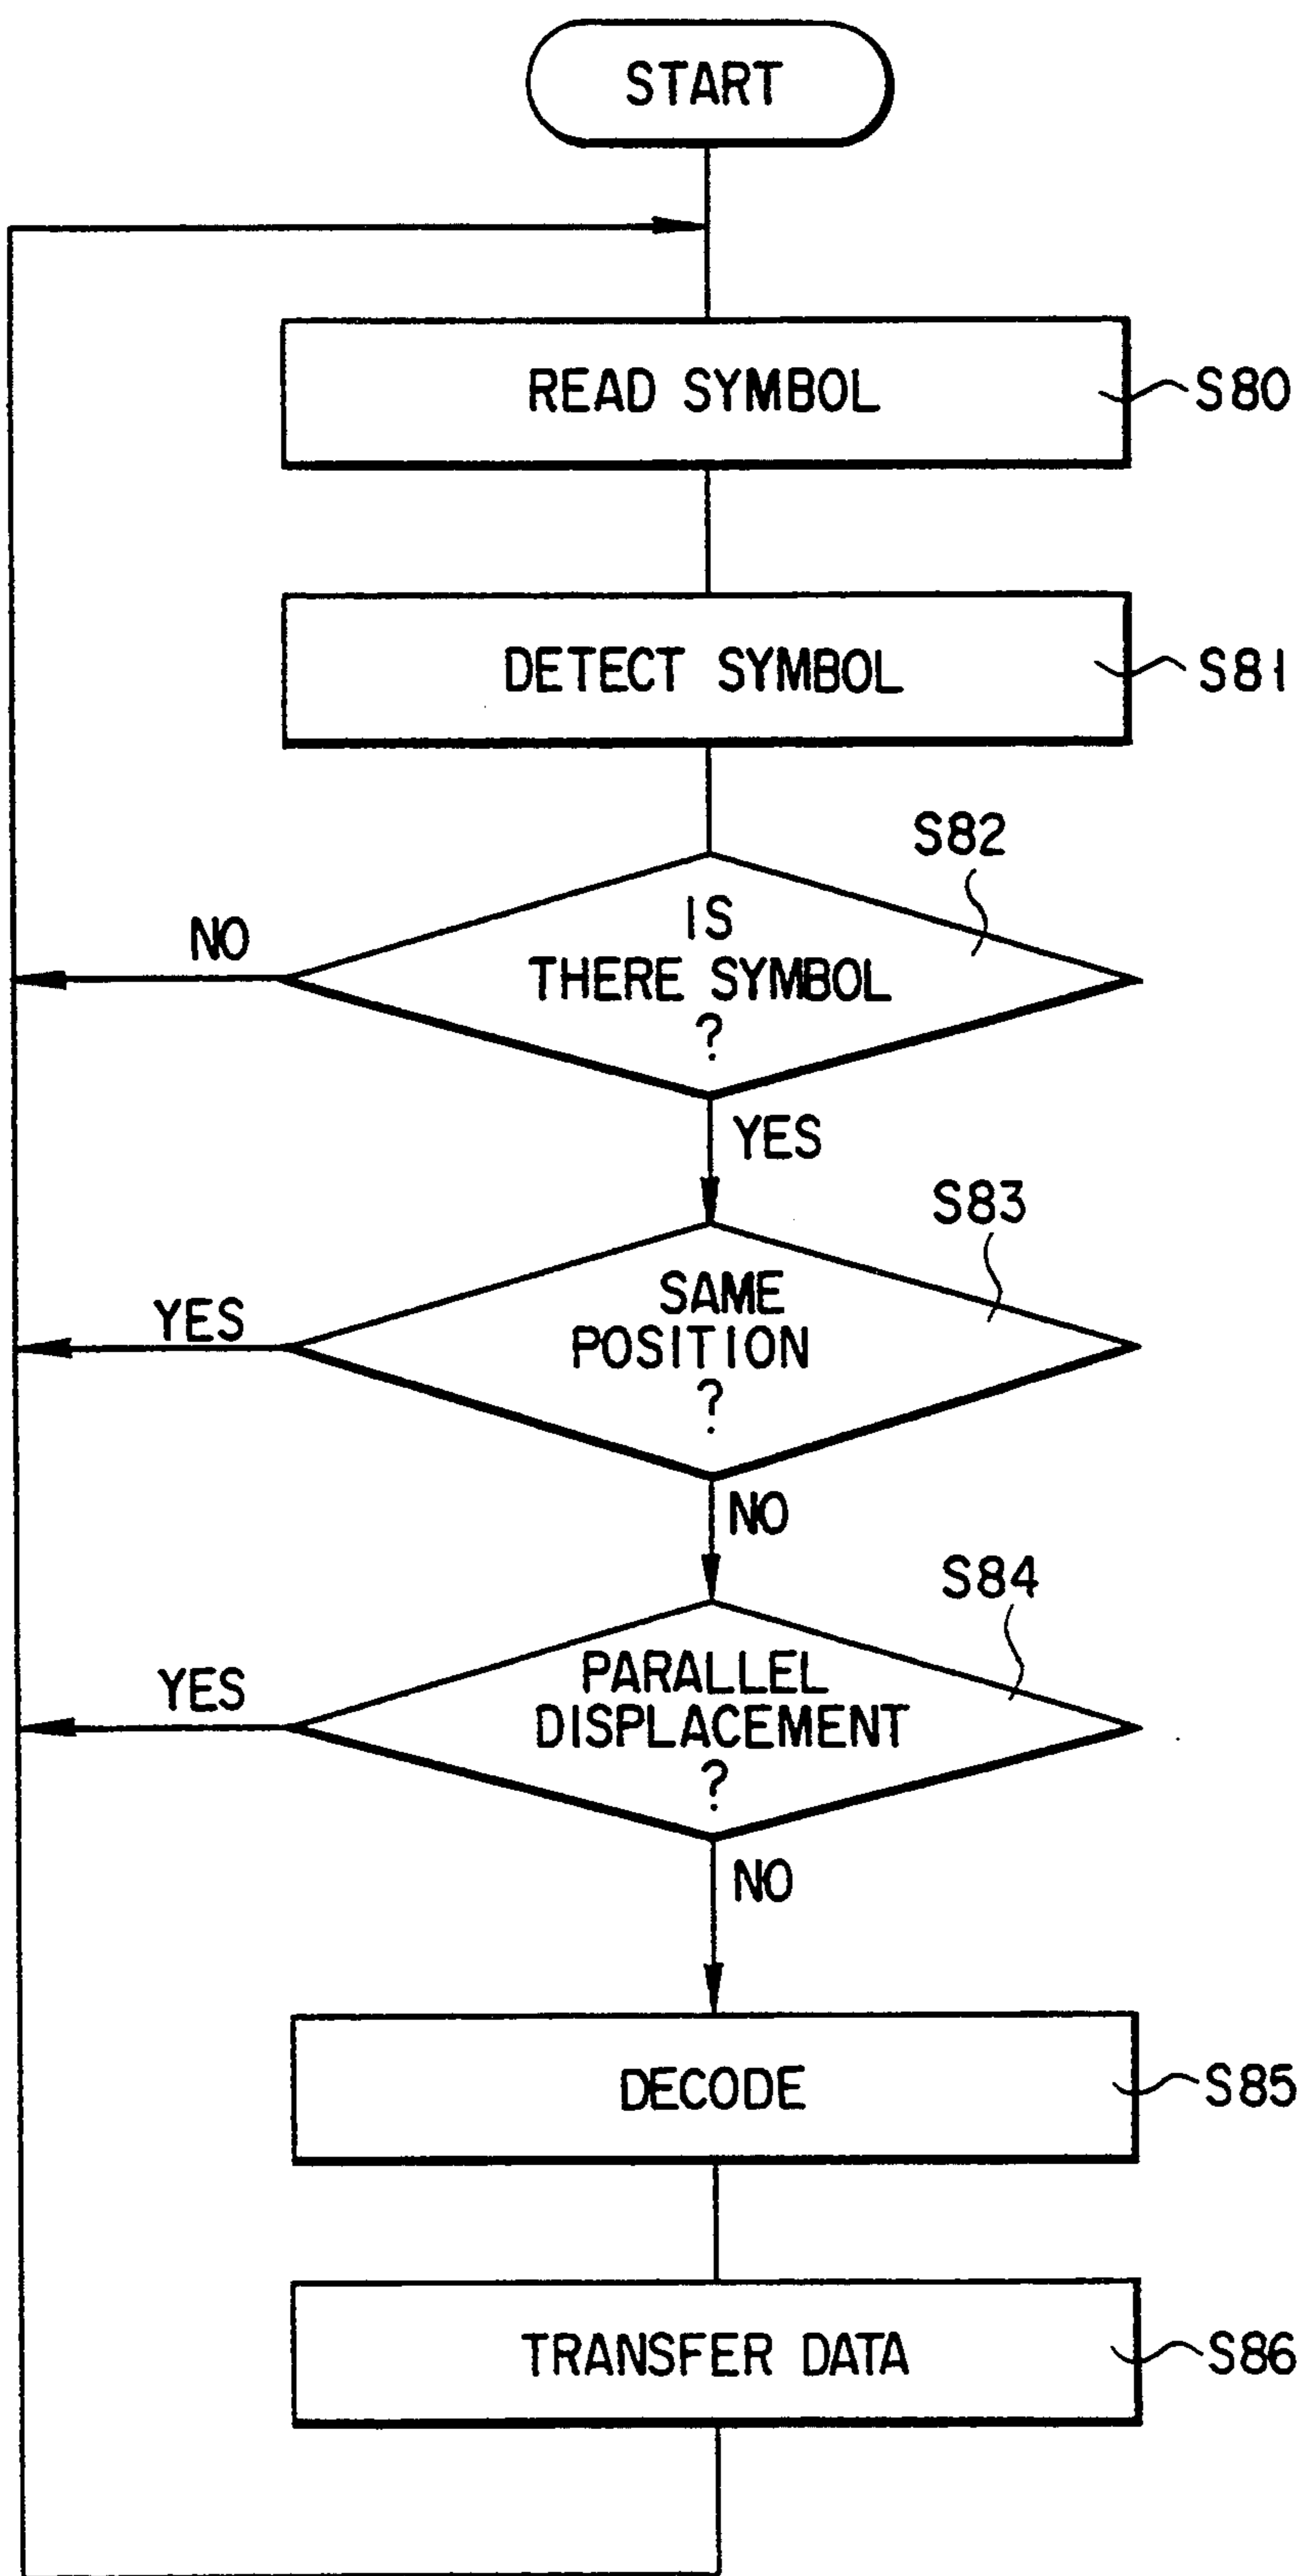 START
READ SYMBOL
S80
DETECT SYMBOL
S81
S82
IS
THERE SYMBOL
?
NO
YES
S83
SAME
POSITION
?
YES
NO
S84
PARALLEL
DISPLACEMENT
?
YES
NO
DECODE
S85
TRANSFER DATA
S86